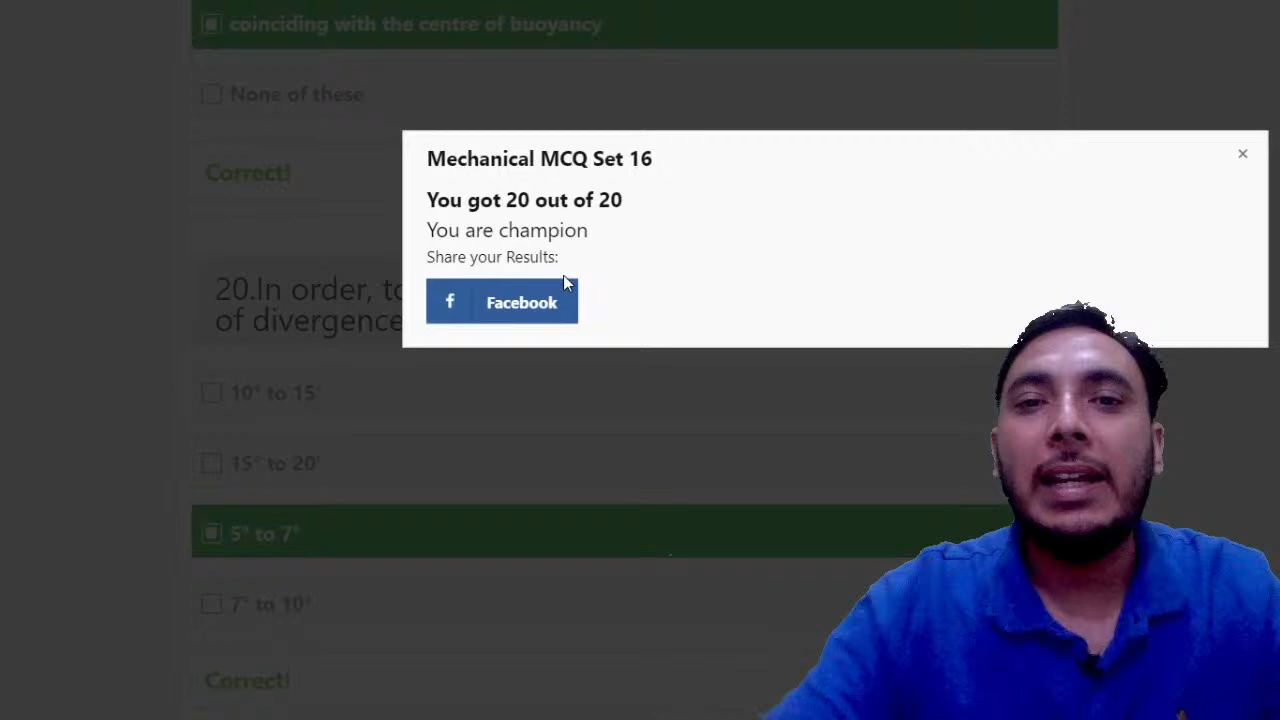 coinciding with the centre of buoyancy
None of these
Correct!
Mechanical MCQ Set 16
You got 20 out of 20
You are champion
Share your Results:
Facebook
20.In order, to
of divergence
10° to 15°
15° to 20°
5° to 7°
7° to 10°
Correct!